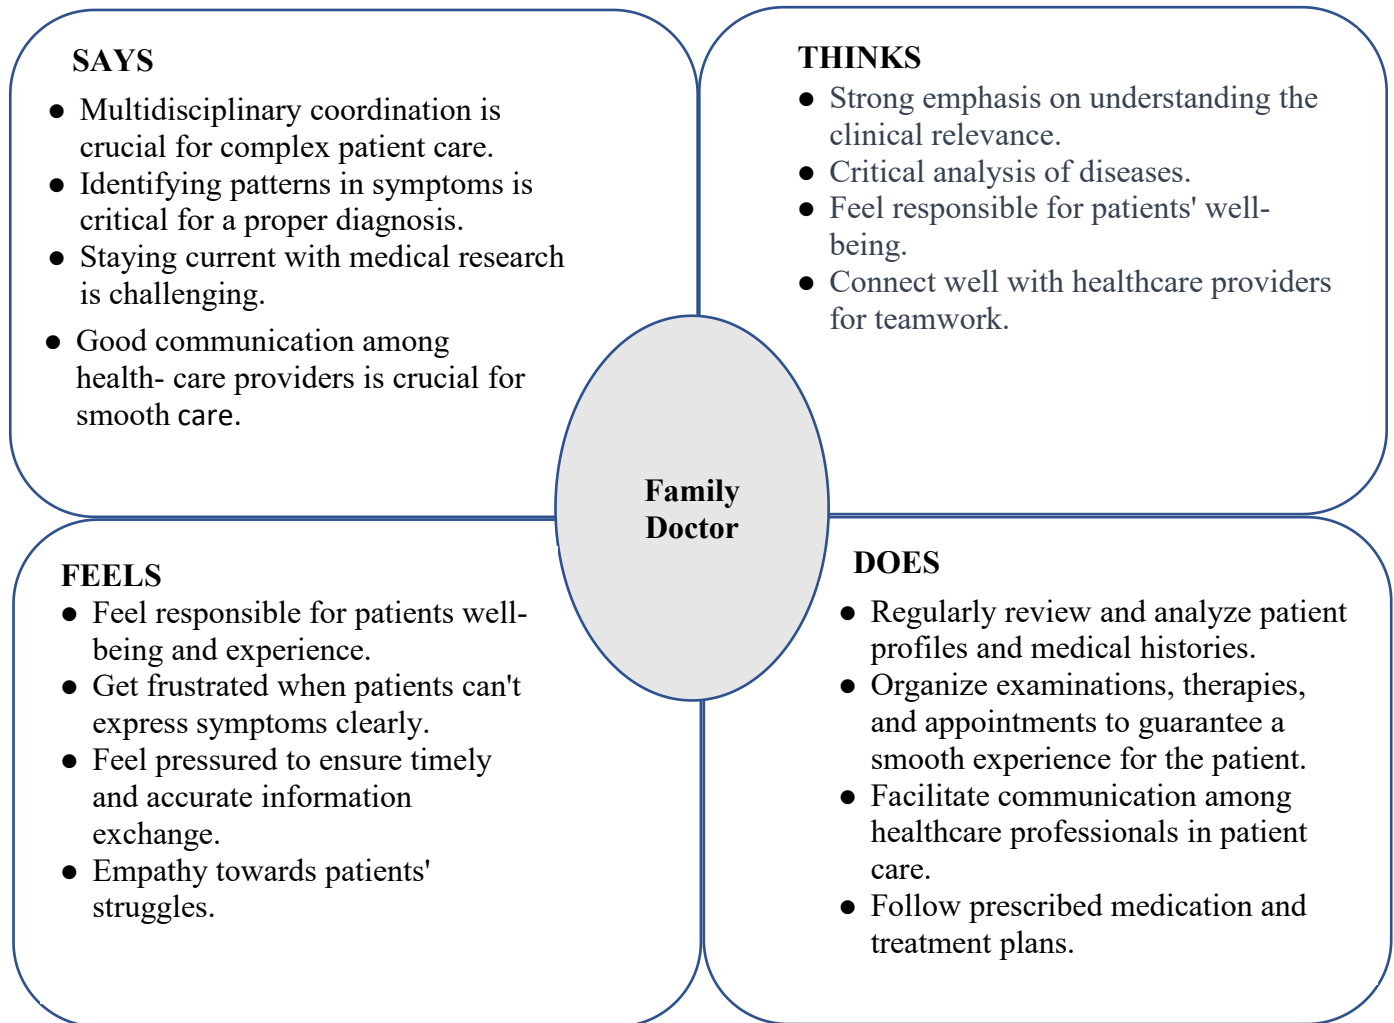 SAYS
● Multidisciplinary coordination is
crucial for complex patient care.
● Identifying patterns in symptoms is
critical for a proper diagnosis.
● Staying current with medical research
is challenging.
● Good communication among
health- care providers is crucial for
smooth care.
THINKS
● Strong emphasis on understanding the
clinical relevance.
● Critical analysis of diseases.
● Feel responsible for patients' well-
being.
● Connect well with healthcare providers
for teamwork.
Family
Doctor
FEELS
● Feel responsible for patients well-
being and experience.
● Get frustrated when patients can't
express symptoms clearly.
● Feel pressured to ensure timely
and accurate information
exchange.
● Empathy towards patients'
struggles.
DOES
● Regularly review and analyze patient
profiles and medical histories.
● Organize examinations, therapies,
and appointments to guarantee a
smooth experience for the patient.
● Facilitate communication among
healthcare professionals in patient
care.
● Follow prescribed medication and
treatment plans.